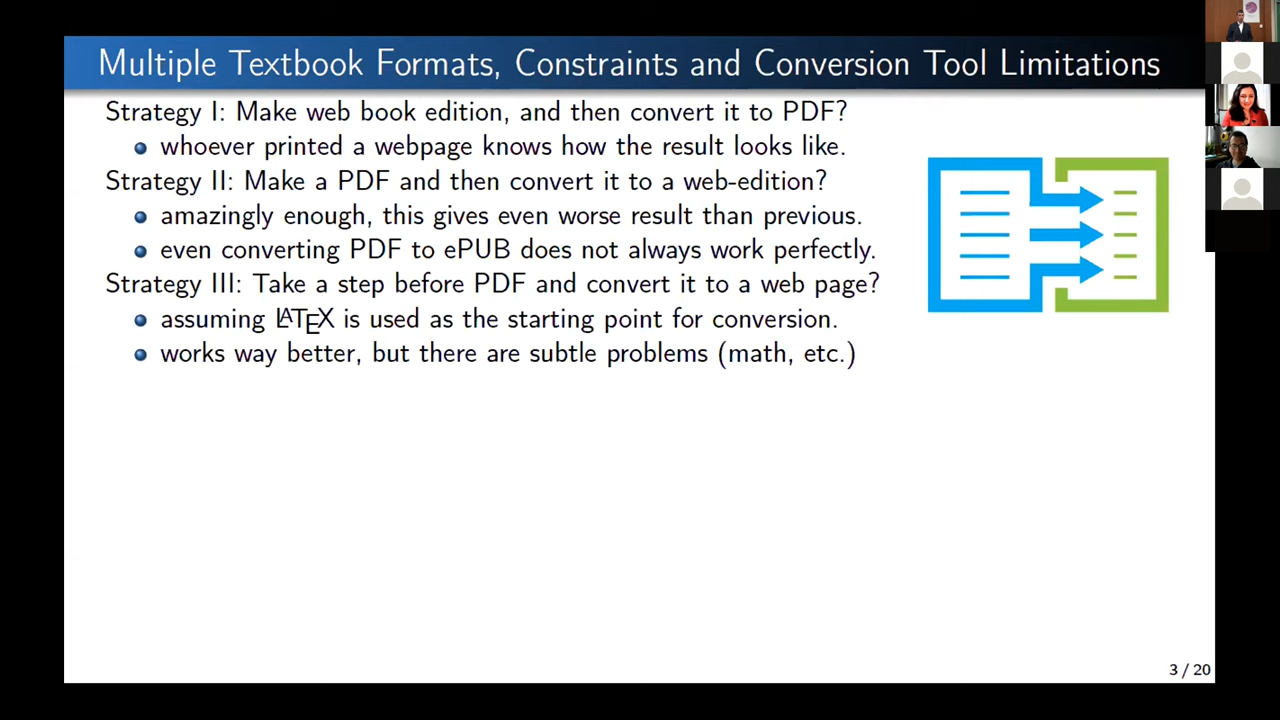 Multiple Textbook Formats, Constraints and Conversion Tool Limitations
Strategy I: Make web book edition, and then convert it to PDF?
whoever printed a webpage knows how the result looks like.
Strategy II: Make a PDF and then convert it to a web-edition?
amazingly enough, this gives even worse result than previous.
even converting PDF to ePUB does not always work perfectly.
Strategy III: Take a step before PDF and convert it to a web page?
assuming LATEX is used as the starting point for conversion.
works way better, but there are subtle problems (math, etc.)
3 / 20